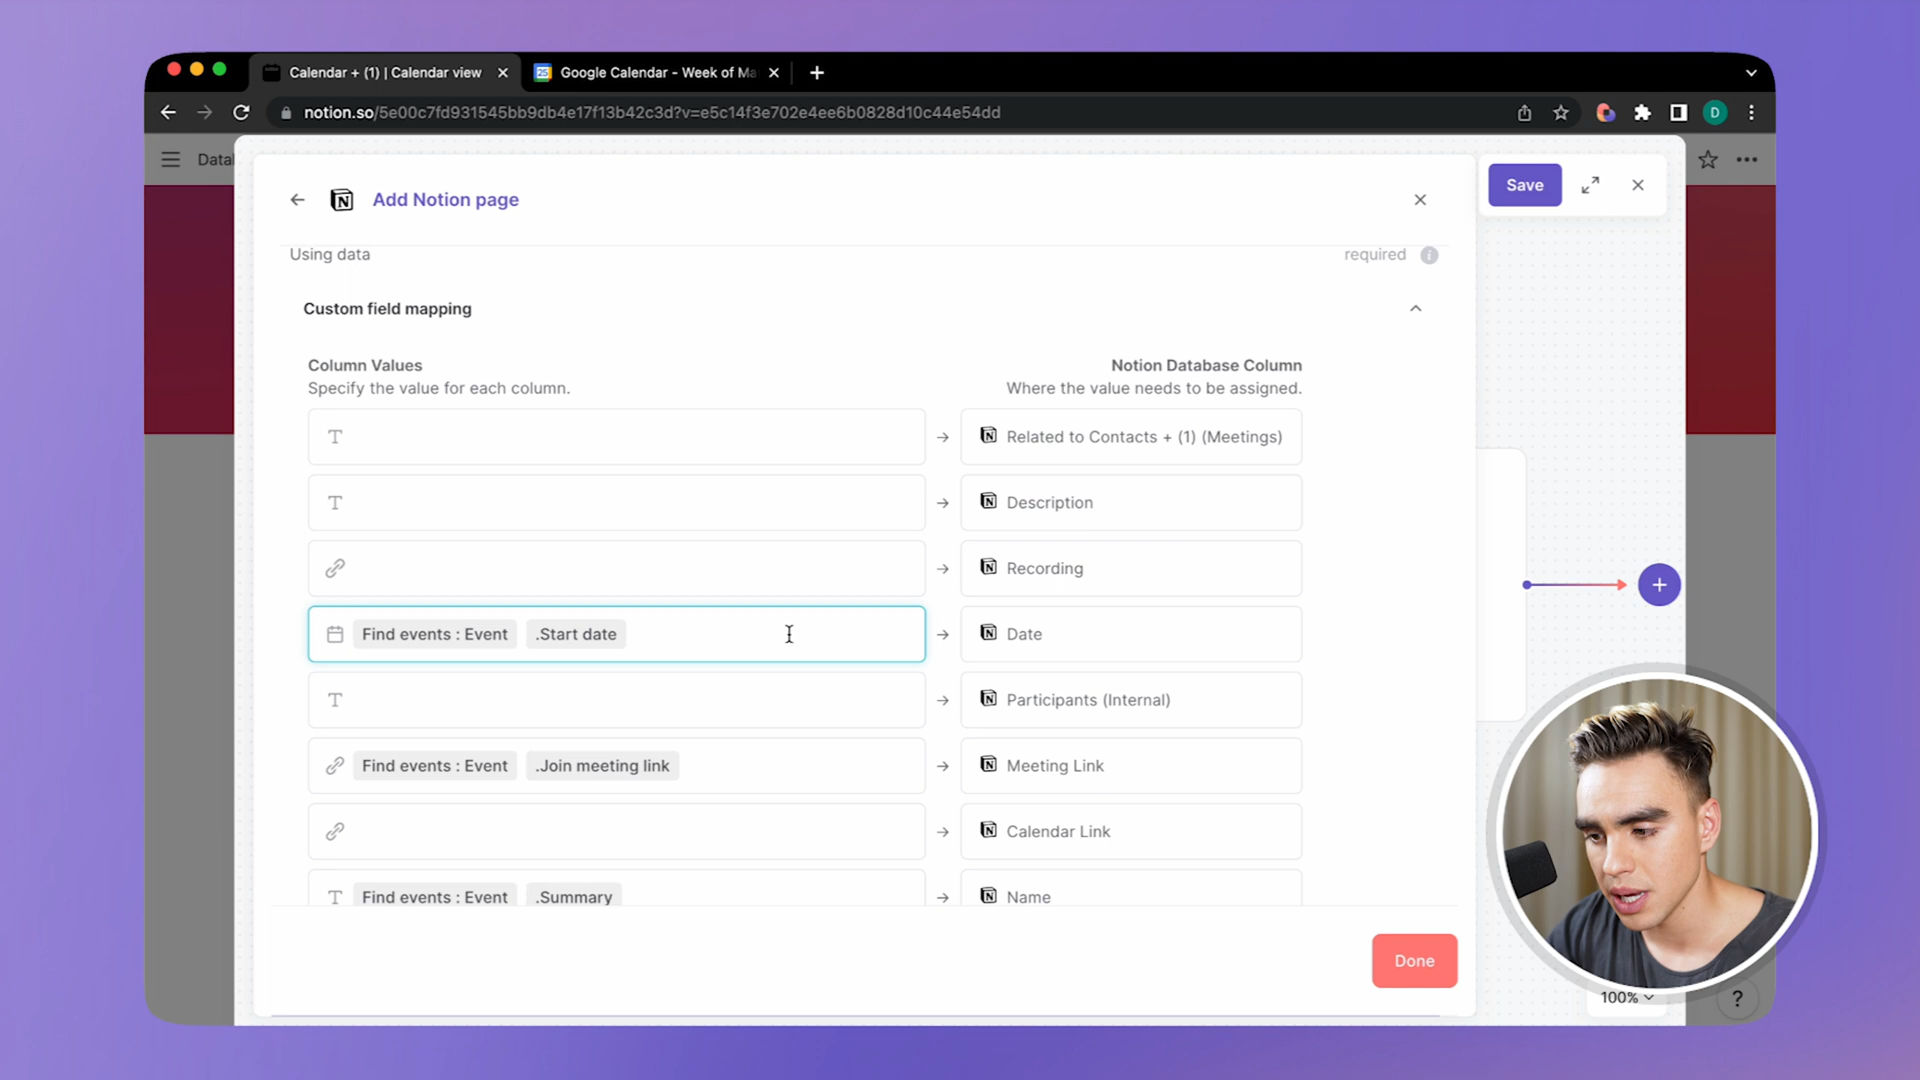 Calendar + (1) | Calendar view
Google Calendar - Week of Ma
notion.so/5e00c7fd931545bb9db4e17f13b42c3d?v=e5c14f3e702e4ee6b0828d10c44e54dd
D
Datal
Add Notion page
Save
Using data
required
Custom field mapping
Column Values
Notion Database Column
Specify the value for each column.
Where the value needs to be assigned.
Related to Contacts + (1) (Meetings)
Description
Recording
Find events : Event .Start date
Date
Participants (Internal)
Find events : Event .Join meeting link
Meeting Link
Calendar Link
Find events : Event .Summary
Name
Done
100%
?